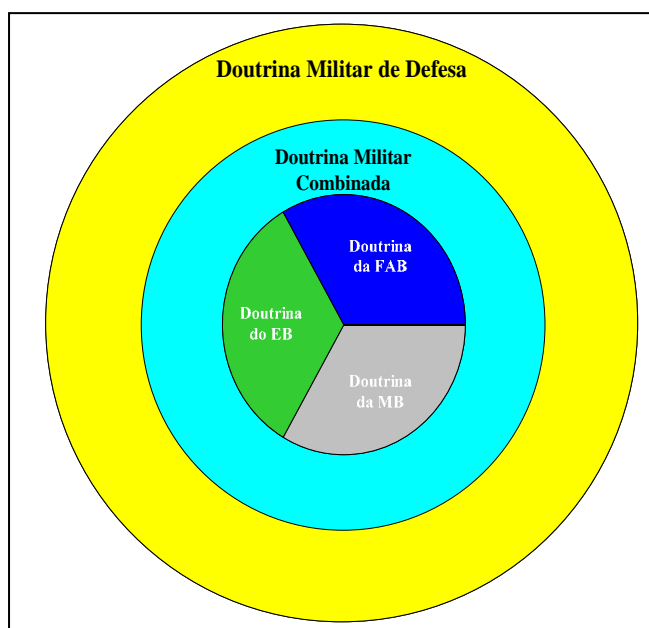 Doutrina Militar de Defesa
Doutrina Militar
Combinada
Doutrina
da FAB
Doutrina
do EB
Doutrina
da MB